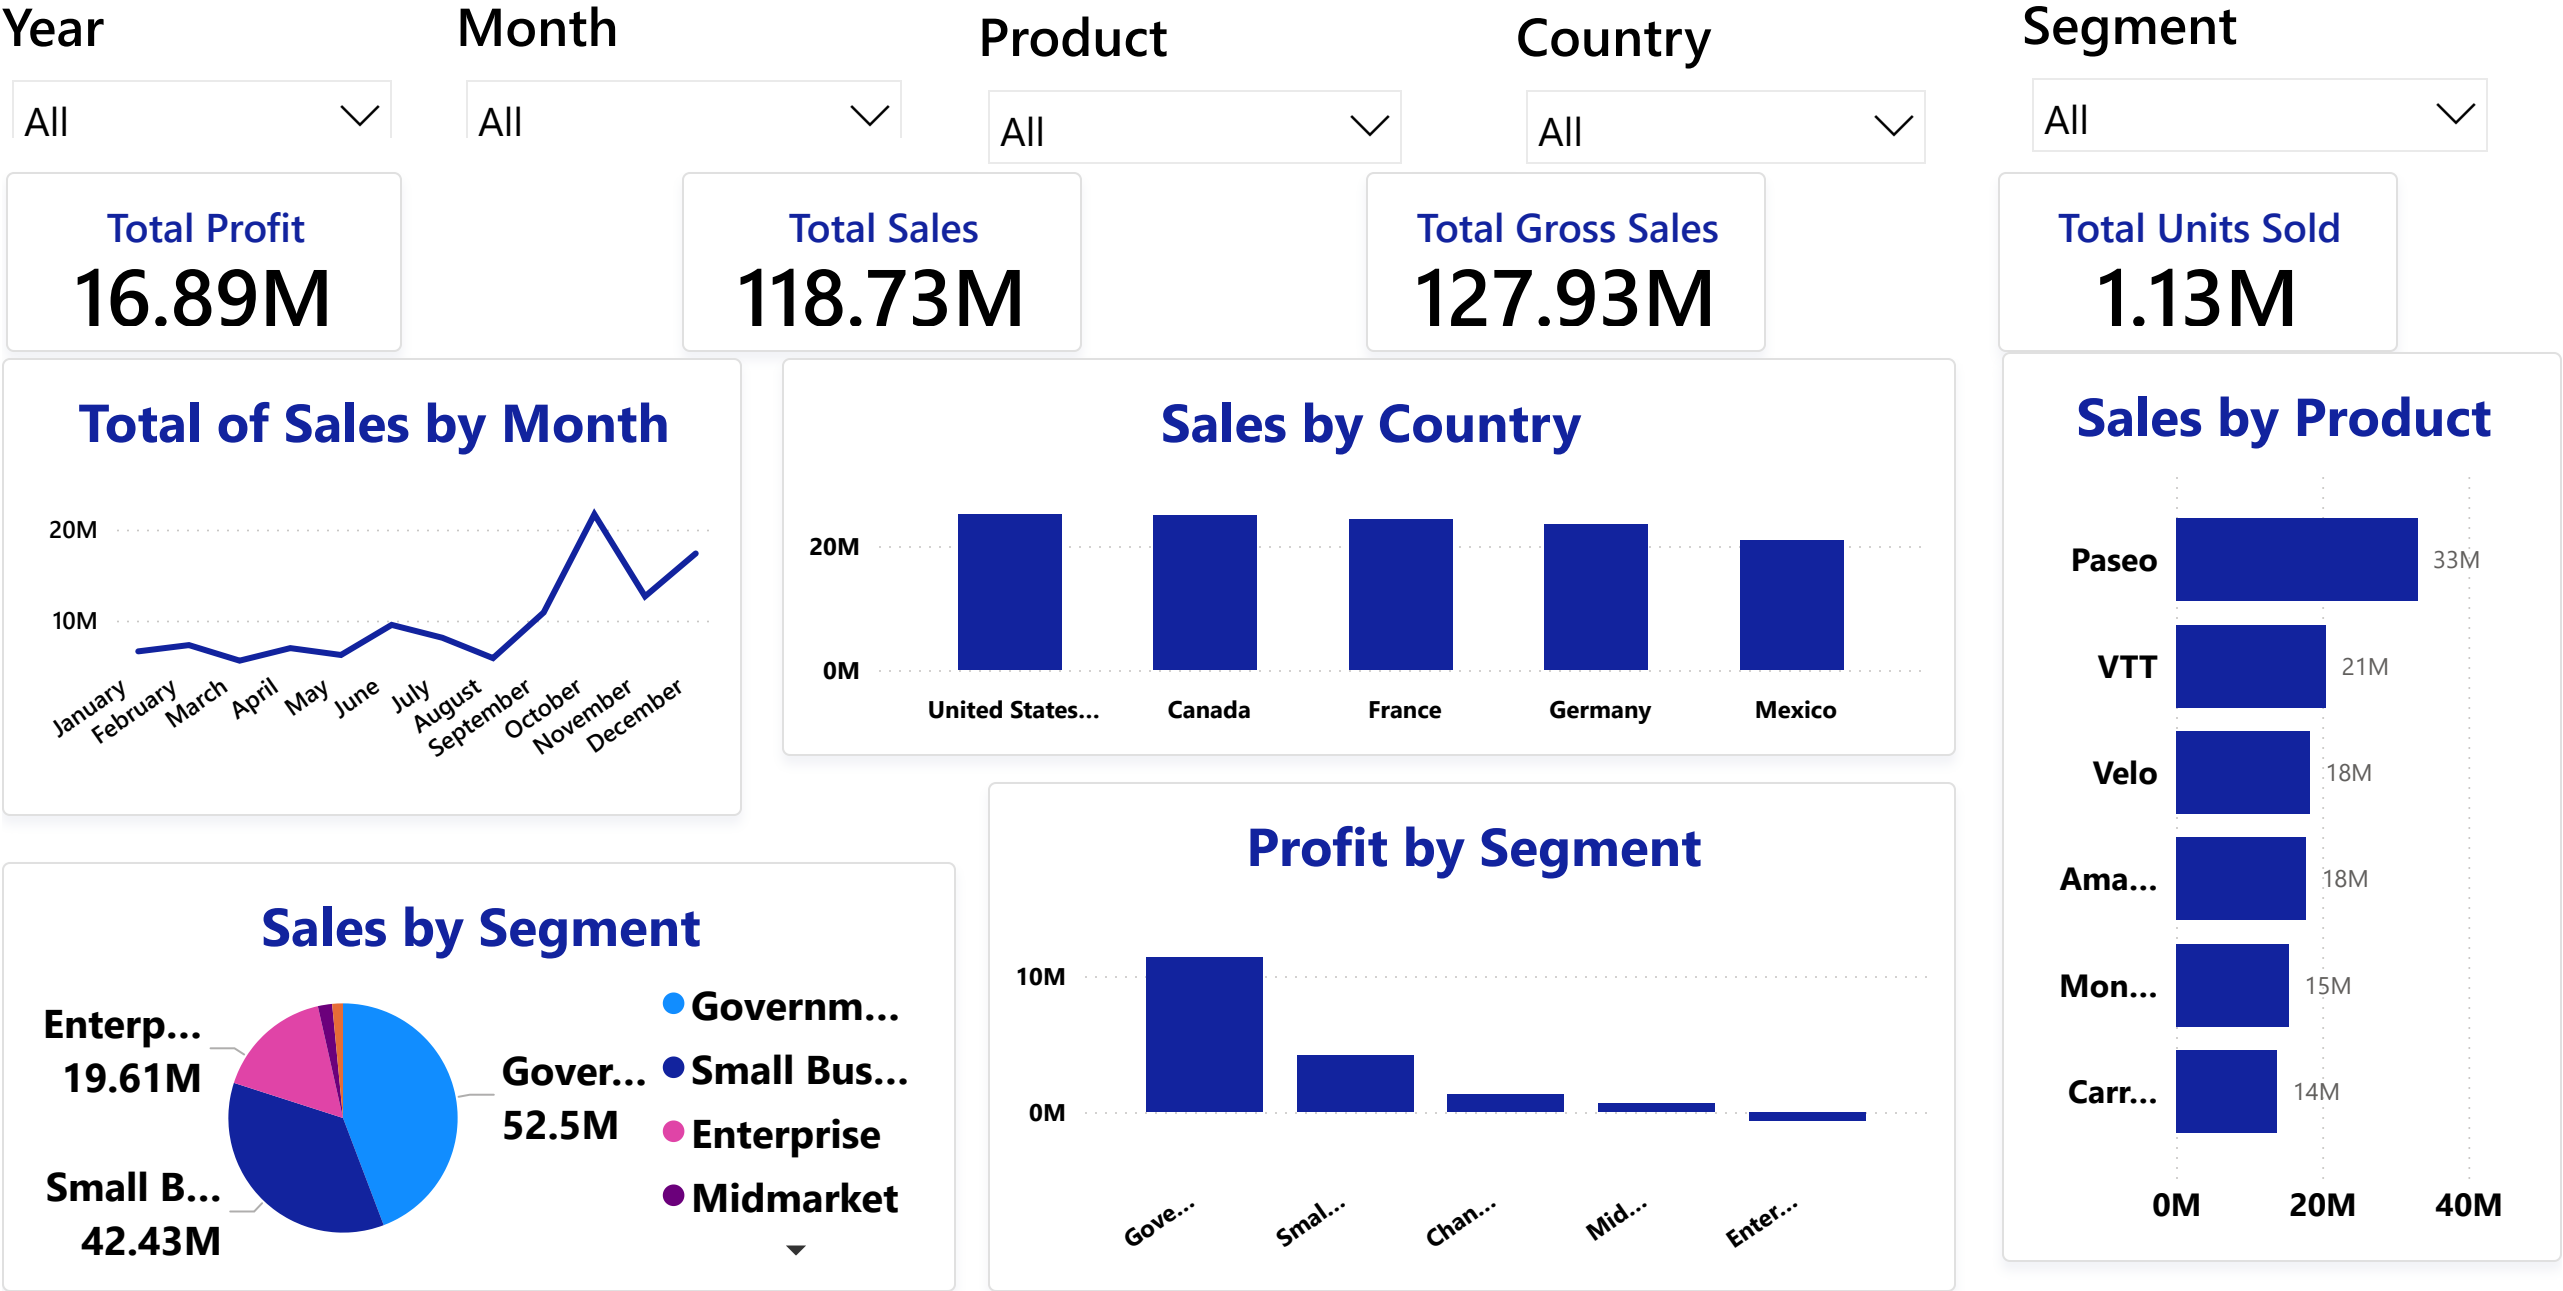 Year
Month
Product
Country
Segment
All
All
All
All
All
Total Profit
16.89M
Total Sales
118.73M
Total Gross Sales
127.93M
Total Units Sold
1.13M
Total of Sales by Month
20M
10M
January
February
March
April
May
June
July
August
September
October
November
December
Sales by Country
20M
0M
United States...
Canada
France
Germany
Mexico
Sales by Product
Paseo
33M
VTT
21M
Velo
18M
Ama...
18M
Mon...
15M
Carr...
14M
0M
20M
40M
Sales by Segment
Enterp...
19.61M
Gover...
52.5M
Small B...
42.43M
Governm...
Small Bus...
Enterprise
Midmarket
Profit by Segment
10M
0M
Gove...
Smal...
Chan...
Mid...
Enter...